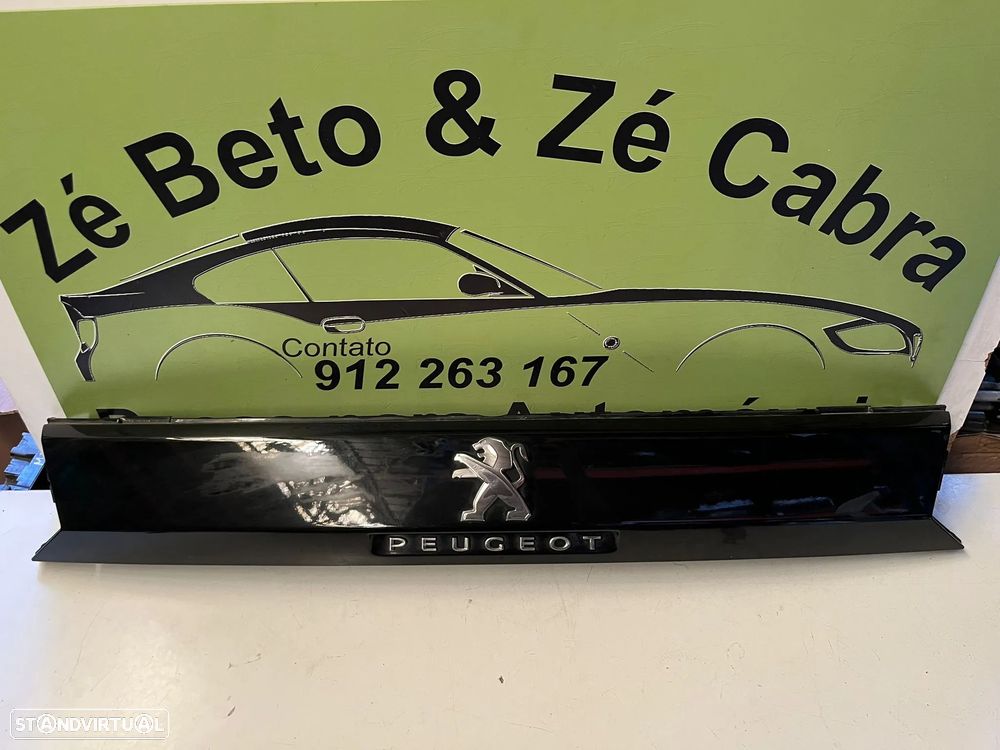 Zé Beto & Zé Cabra
Contato
912 263 167
PEUGEOT
STANDVIRTUAL